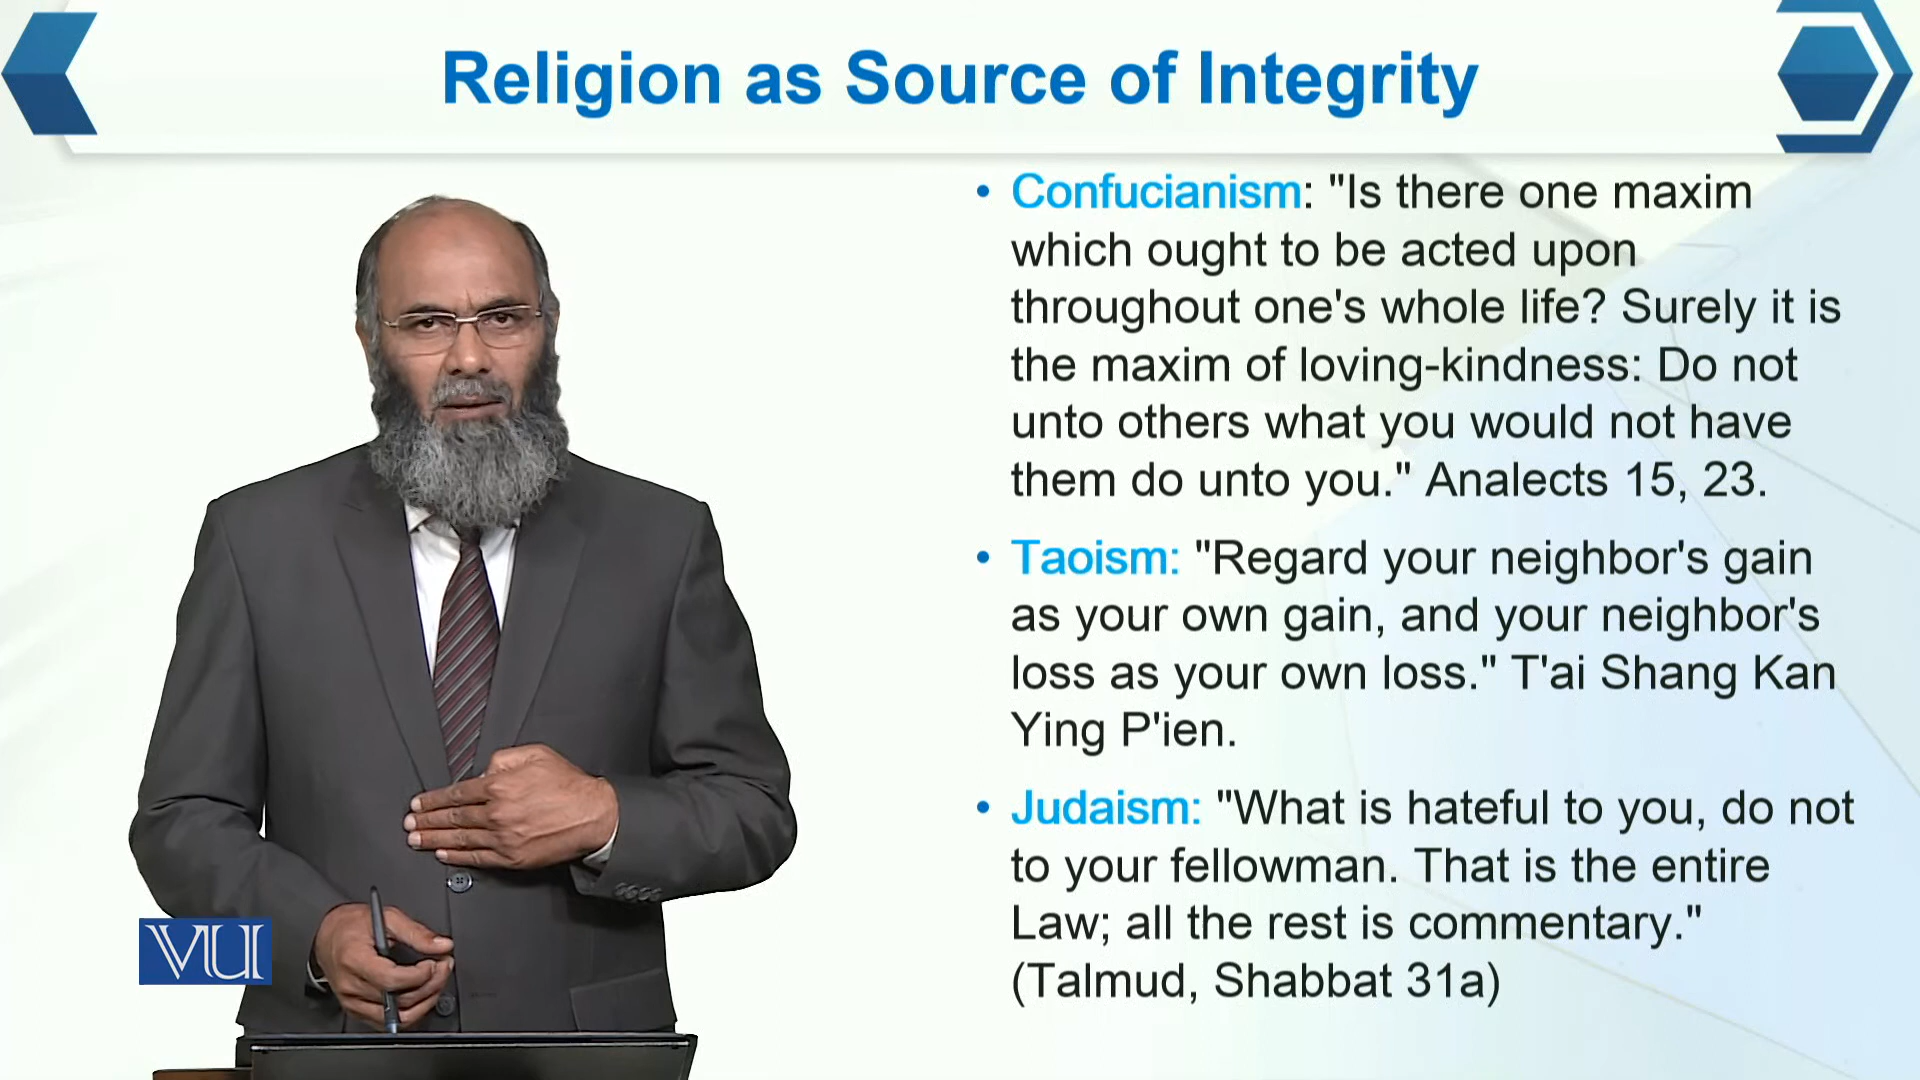 Religion as Source of Integrity
• Confucianism: "Is there one maxim
which ought to be acted upon
throughout one's whole life? Surely it is
the maxim of loving-kindness: Do not
unto others what you would not have
them do unto you." Analects 15, 23.
• Taoism: "Regard your neighbor's gain
as your own gain, and your neighbor's
loss as your own loss." T'ai Shang Kan
Ying P'ien.
• Judaism: "What is hateful to you, do not
to your fellowman. That is the entire
Law; all the rest is commentary."
(Talmud, Shabbat 31a)
VU